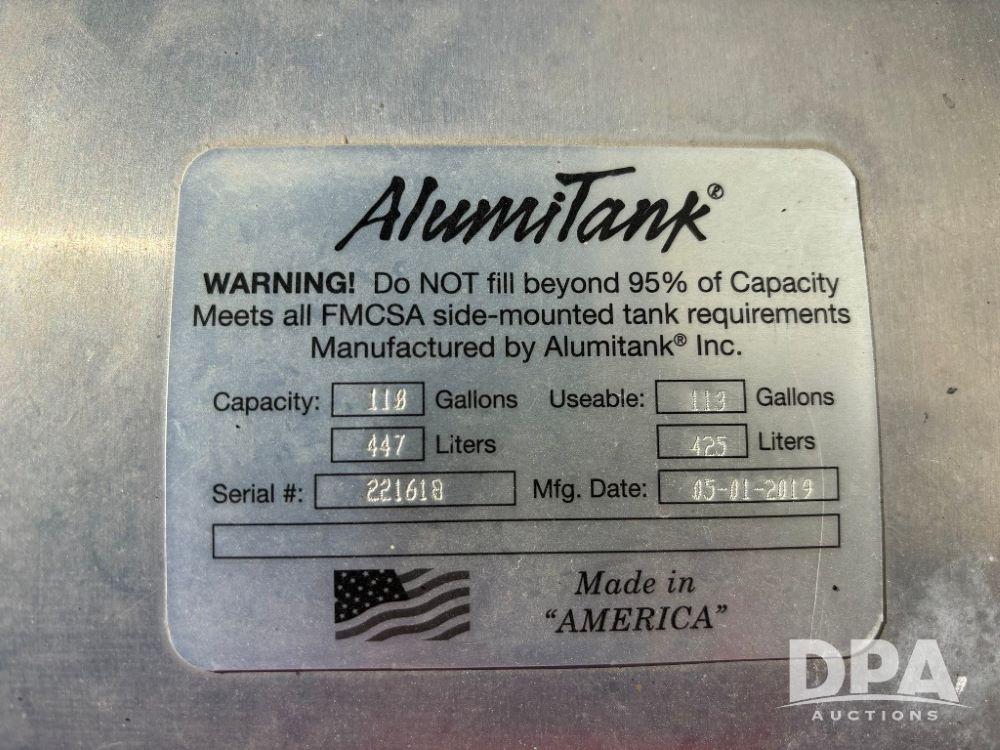 AlumiTank®
WARNING! Do NOT fill beyond 95% of Capacity
Meets all FMCSA side-mounted tank requirements
Manufactured by Alumitank® Inc.
Capacity: 118 Gallons Useable: 113 Gallons
447 Liters 425 Liters
Serial #: 221618 Mfg. Date: 05-01-2019
Made in
"AMERICA"
DPA
AUCTIONS